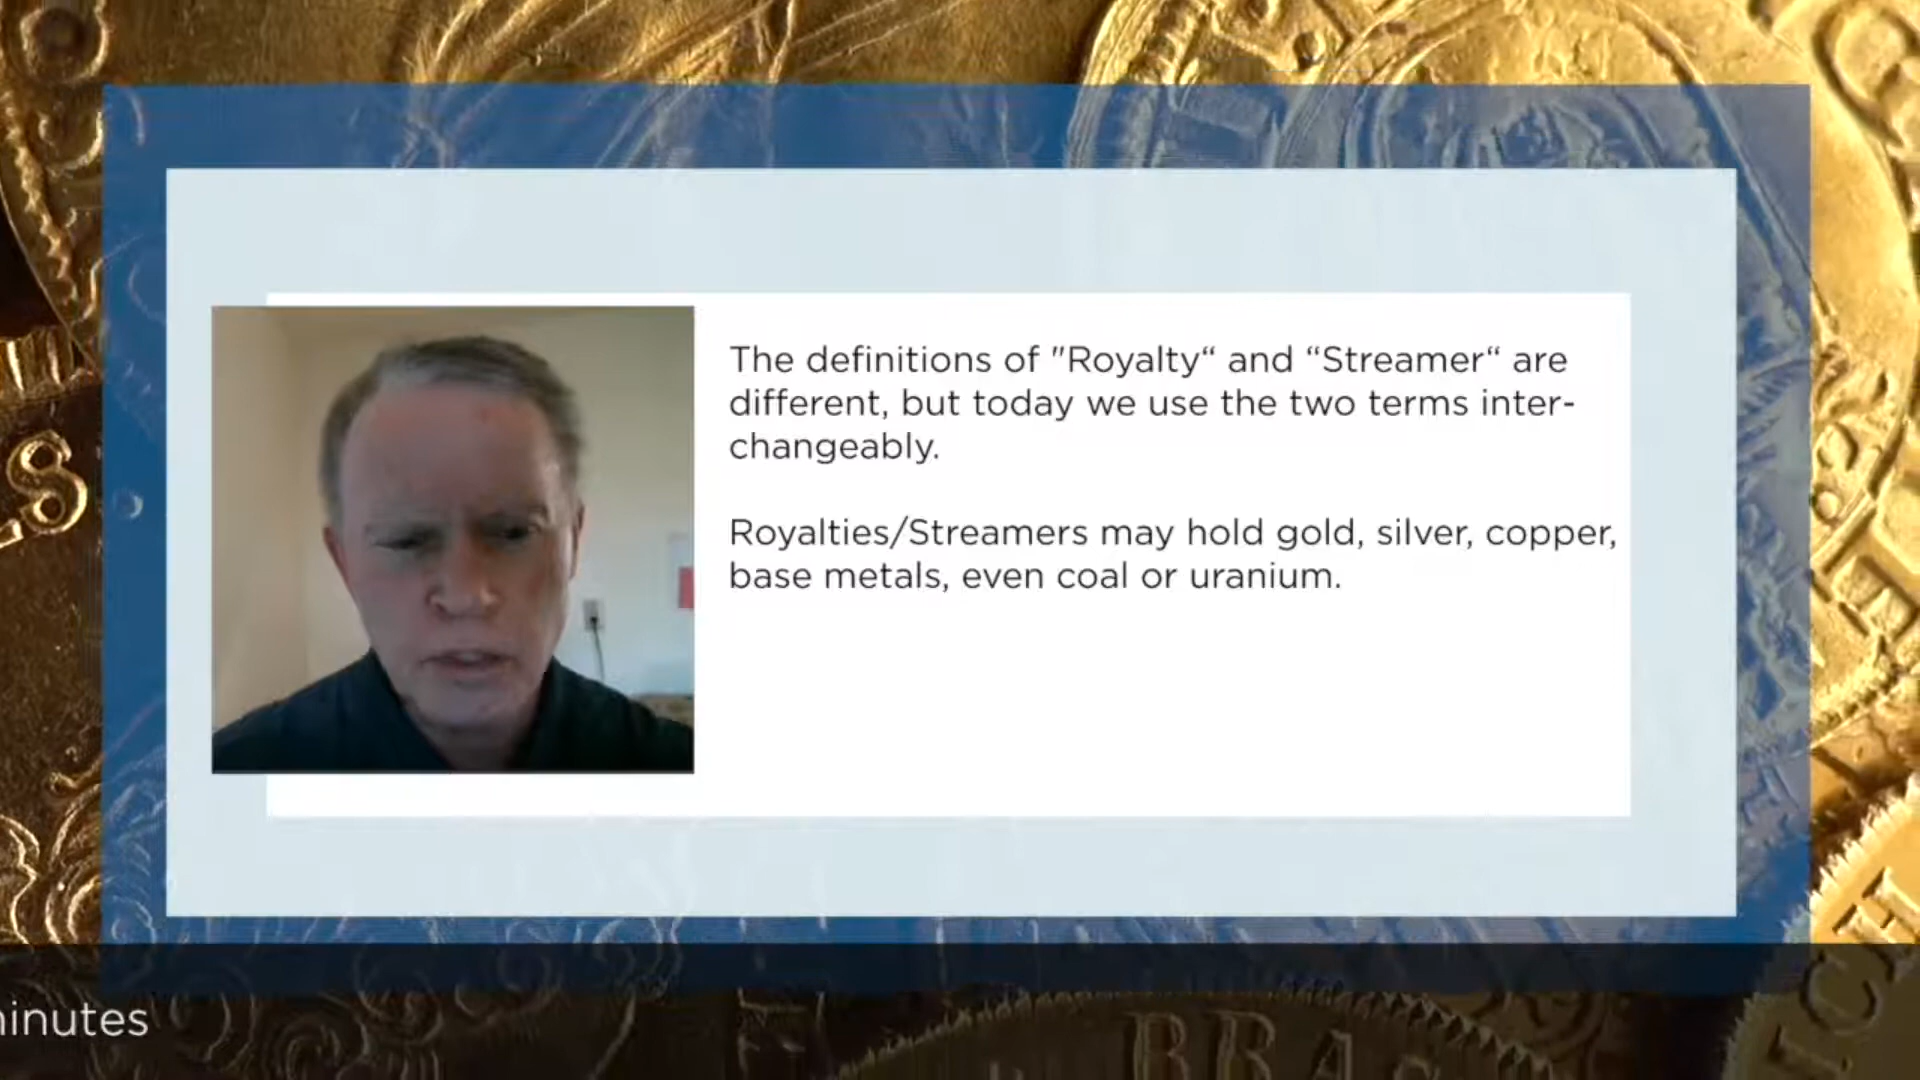 The definitions of "Royalty“ and “Streamer“ are
different, but today we use the two terms inter-
changeably.
Royalties/Streamers may hold gold, silver, copper,
base metals, even coal or uranium.